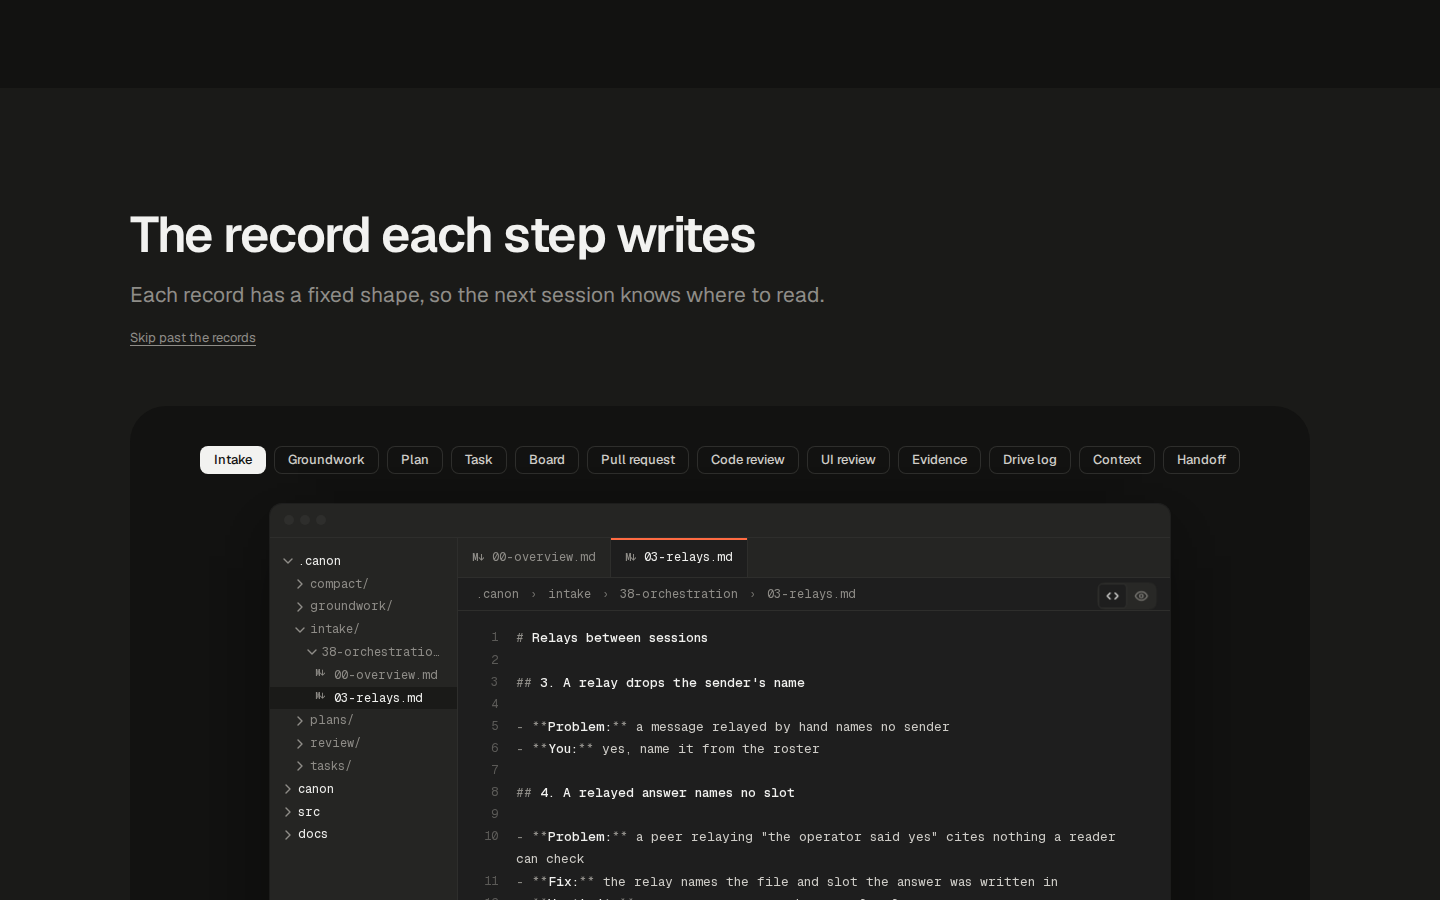 The record each step writes
Each record has a fixed shape, so the next session knows where to read.
Skip past the records
Intake Groundwork Plan Task Board Pull request Code review UI review Evidence Drive log Context Handoff
M↓ 00-overview.md M↓ 03-relays.md
.canon › intake › 38-orchestration › 03-relays.md
.canon
compact/
groundwork/
intake/
38-orchestratio…
M↓ 00-overview.md
M↓ 03-relays.md
plans/
review/
tasks/
canon
src
docs
1 # Relays between sessions
2
3 ## 3. A relay drops the sender's name
4
5 - **Problem:** a message relayed by hand names no sender
6 - **You:** yes, name it from the roster
7
8 ## 4. A relayed answer names no slot
9
10 - **Problem:** a peer relaying "the operator said yes" cites nothing a reader
can check
11 - **Fix:** the relay names the file and slot the answer was written in